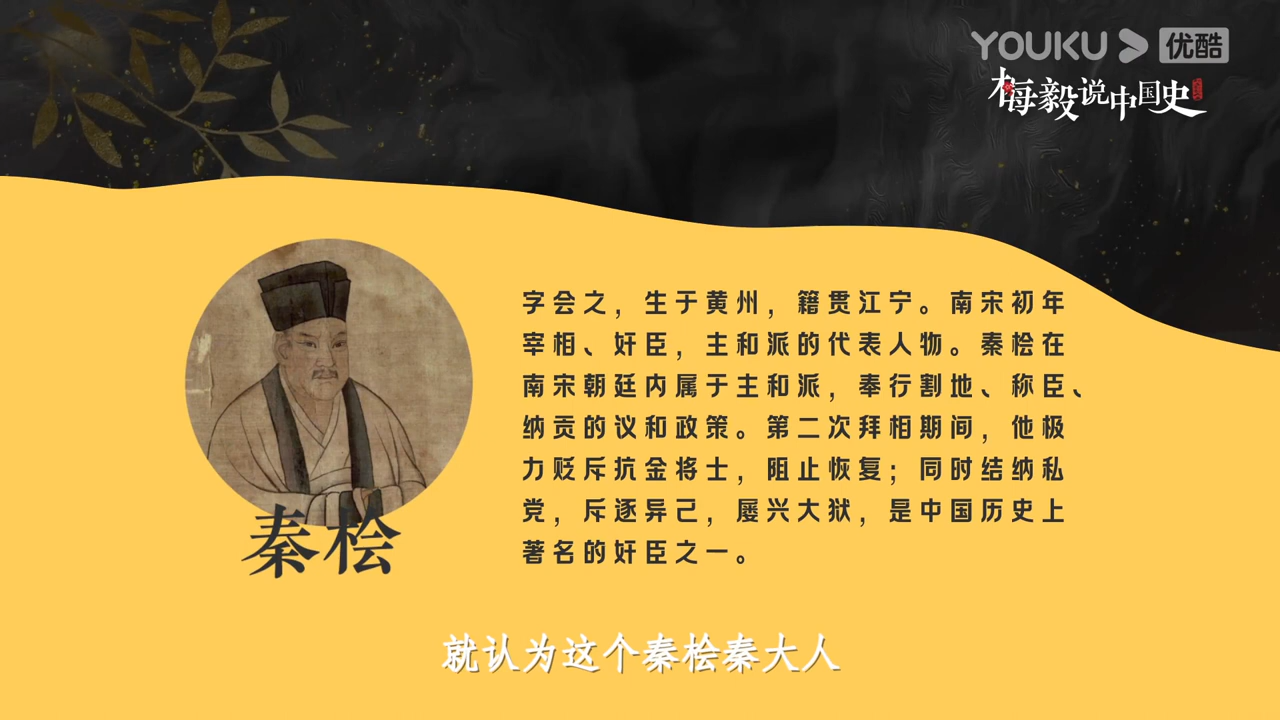 YOUKU 优酷
梅毅说中国史
字会之，生于黄州，籍贯江宁。南宋初年
宰相、奸臣，主和派的代表人物。秦桧在
南宋朝廷内属于主和派，奉行割地、称臣、
纳贡的议和政策。第二次拜相期间，他极
力贬斥抗金将士，阻止恢复；同时结纳私
党，斥逐异己，屡兴大狱，是中国历史上
著名的奸臣之一。
秦桧
就认为这个秦桧秦大人